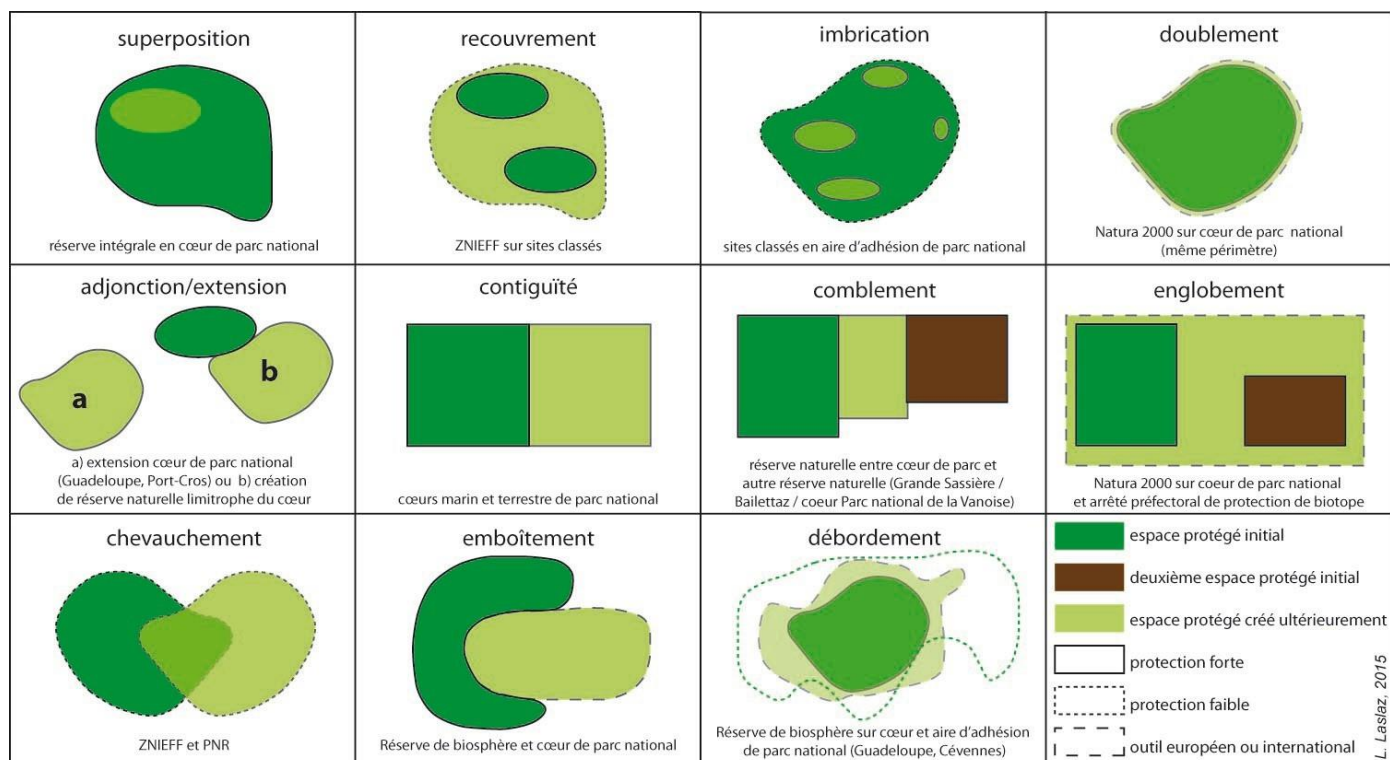 superposition
réserve intégrale en cœur de parc national
recouvrement
ZNIEFF sur sites classés
imbrication
sites classés en aire d'adhésion de parc national
doublement
Natura 2000 sur cœur de parc national
(même périmètre)
adjonction/extension
a
b
a) extension cœur de parc national
(Guadeloupe, Port-Cros) ou b) création
de réserve naturelle limitrophe du cœur
contiguïté
cœurs marin et terrestre de parc national
comblement
réserve naturelle entre cœur de parc et
autre réserve naturelle (Grande Sassière /
Bailettaz / coeur Parc national de la Vanoise)
englobement
Natura 2000 sur coeur de parc national
et arrêté préfectoral de protection de biotope
chevauchement
ZNIEFF et PNR
emboîtement
Réserve de biosphère et cœur de parc national
débordement
Réserve de biosphère sur cœur et aire d'adhésion
de parc national (Guadeloupe, Cévennes)
espace protégé initial
deuxième espace protégé initial
espace protégé créé ultérieurement
protection forte
protection faible
outil européen ou international
L. Laslaz, 2015